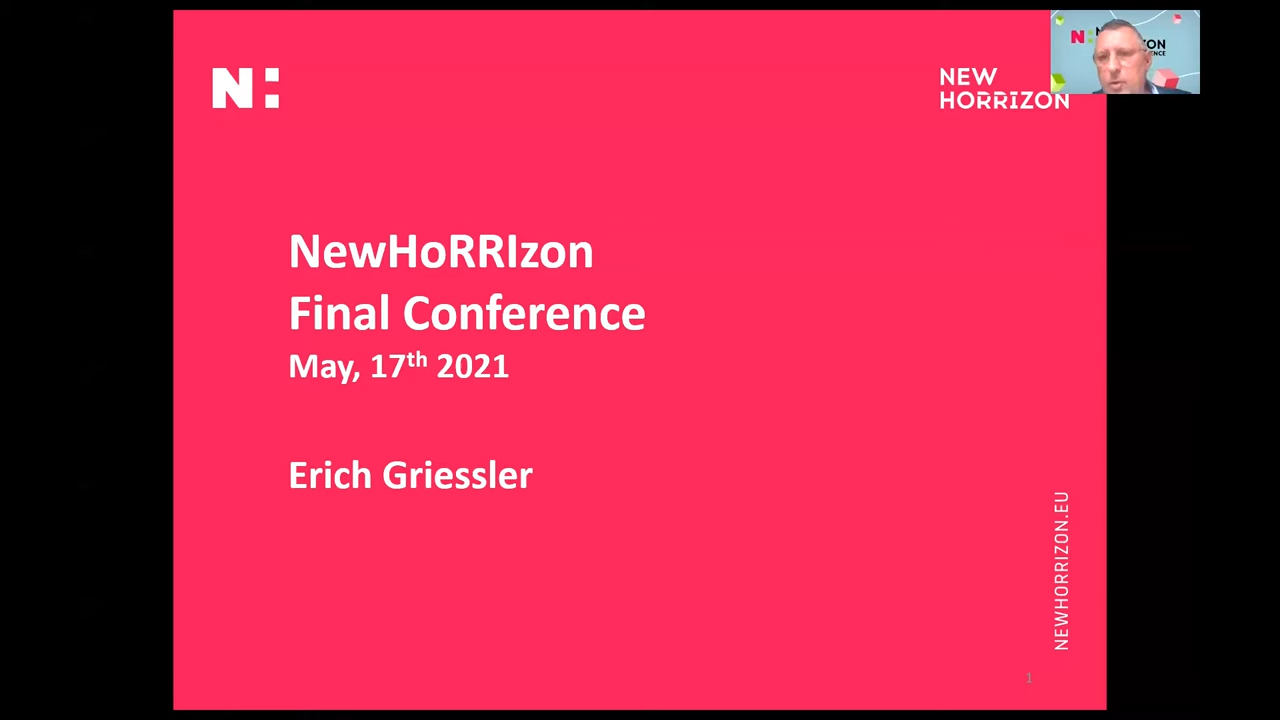 N:
NEW
HORRIZON
NewHoRRIzon
Final Conference
May, 17th 2021
Erich Griessler
NEWHORRIZON.EU
1